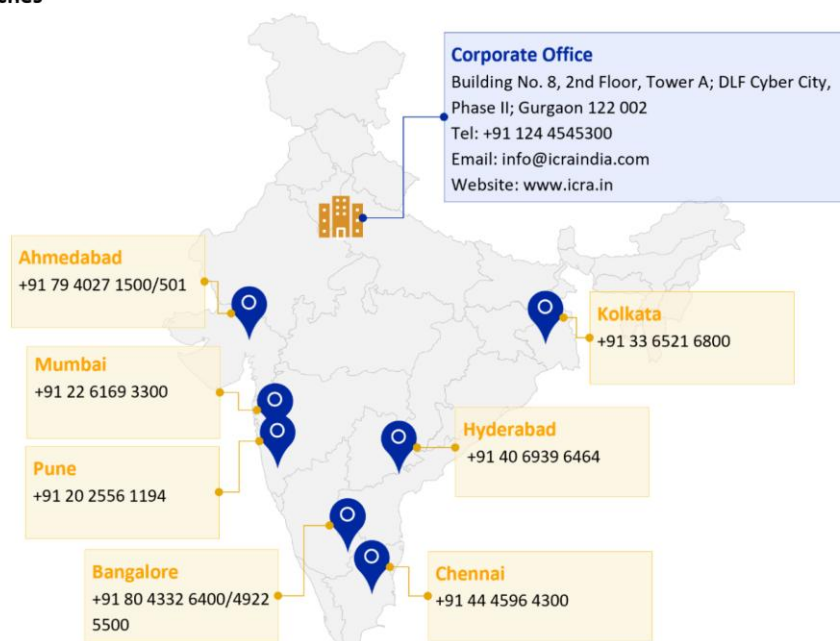 Corporate Office
Building No. 8, 2nd Floor, Tower A; DLF Cyber City,
Phase II; Gurgaon 122 002
Tel: +91 124 4545300
Email: info@icraindia.com
Website: www.icra.in
Ahmedabad
+91 79 4027 1500/501
Kolkata
+91 33 6521 6800
Mumbai
+91 22 6169 3300
Hyderabad
+91 40 6939 6464
Pune
+91 20 2556 1194
Bangalore
+91 80 4332 6400/4922
5500
Chennai
+91 44 4596 4300